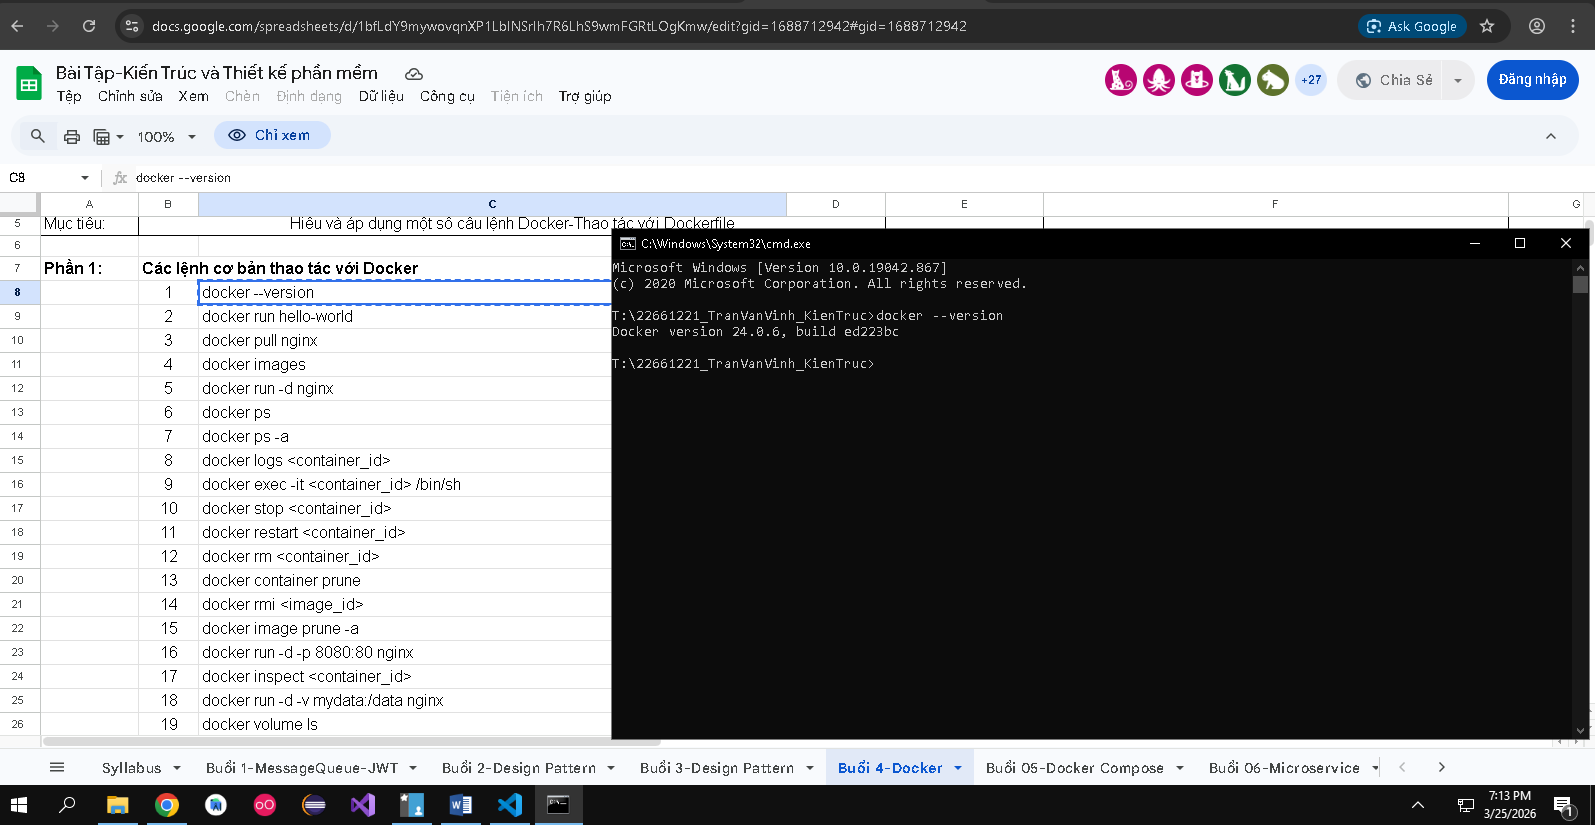 docs.google.com/spreadsheets/d/1bfLdY9mywovqnXP1LbINSrlh7R6LhS9wmFGRtLOgKmw/edit?gid=1688712942#gid=1688712942
Ask Google
Bài Tập-Kiến Trúc và Thiết kế phần mềm
Tệp Chỉnh sửa Xem Chèn Định dạng Dữ liệu Công cụ Tiện ích Trợ giúp
+27
Chia Sẻ
Đăng nhập
100%
Chỉ xem
C8
fx docker --version
A B C D E F G
5 Mục tiêu: Hiểu và áp dụng một số câu lệnh Docker-Thao tác với Dockerfile
6
7 Phần 1: Các lệnh cơ bản thao tác với Docker
8 1 docker --version
9 2 docker run hello-world
10 3 docker pull nginx
11 4 docker images
12 5 docker run -d nginx
13 6 docker ps
14 7 docker ps -a
15 8 docker logs <container_id>
16 9 docker exec -it <container_id> /bin/sh
17 10 docker stop <container_id>
18 11 docker restart <container_id>
19 12 docker rm <container_id>
20 13 docker container prune
21 14 docker rmi <image_id>
22 15 docker image prune -a
23 16 docker run -d -p 8080:80 nginx
24 17 docker inspect <container_id>
25 18 docker run -d -v mydata:/data nginx
26 19 docker volume ls
C:\Windows\System32\cmd.exe
Microsoft Windows [Version 10.0.19042.867]
(c) 2020 Microsoft Corporation. All rights reserved.
T:\22661221_TranVanVinh_KienTruc>docker --version
Docker version 24.0.6, build ed223bc
T:\22661221_TranVanVinh_KienTruc>
Syllabus
Buổi 1-MessageQueue-JWT
Buổi 2-Design Pattern
Buổi 3-Design Pattern
Buổi 4-Docker
Buổi 05-Docker Compose
Buổi 06-Microservice
7:13 PM
3/25/2026
1